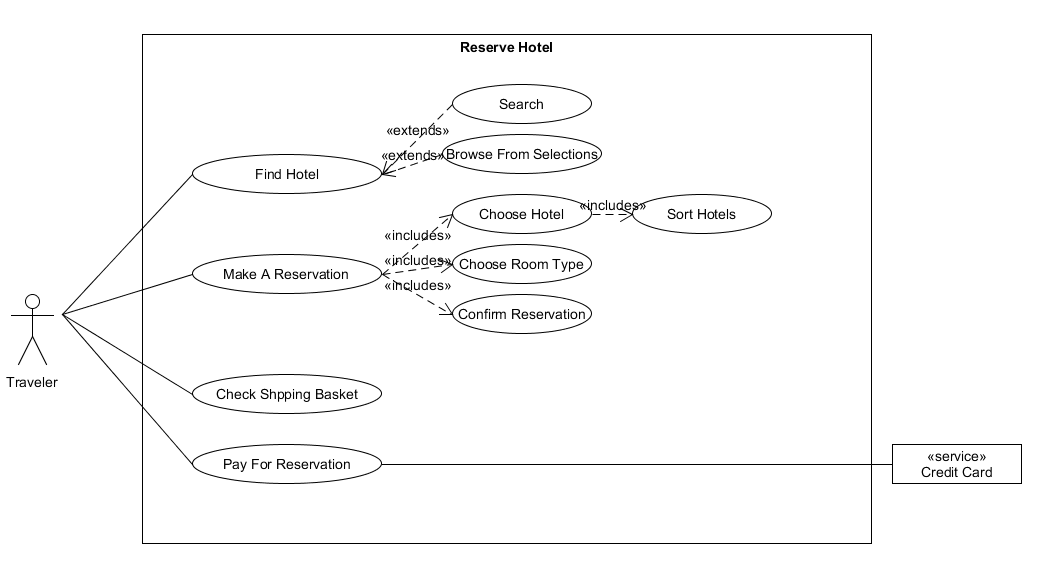 Reserve Hotel
Search
«extends»
«extends»
Browse From Selections
Find Hotel
«includes»
Choose Hotel
Sort Hotels
«includes»
«includes»
Choose Room Type
Make A Reservation
«includes»
Confirm Reservation
Traveler
Check Shpping Basket
Pay For Reservation
«service»
Credit Card